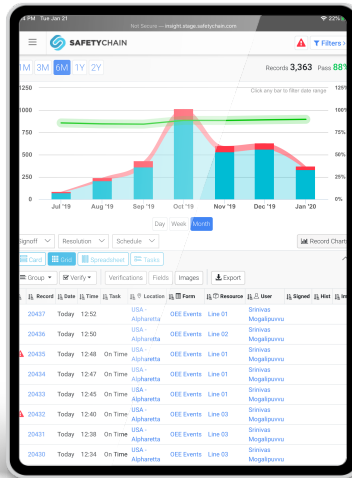 4 PM Tue Jan 21
22%
Not Secure — insight.stage.safetychain.com
SAFETYCHAIN
Filters >
1M 3M 6M 1Y 2Y
Records 3,363 Pass 88%
1250
1000
750
500
250
0
Click any bar to filter date range
125%
100%
75%
50%
25%
0%
Jul '19 Aug '19 Sep '19 Oct '19 Nov '19 Dec '19 Jan '20
Day Week Month
Signoff Resolution Schedule Record Charts
Card Grid Spreadsheet Tasks
Group Verify Verifications Fields Images Export
Record Date Time Task Location Form Resource User Signed Hist Im
20437 Today 12:52 USA - Alpharetta OEE Events Line 01 Srinivas Mogalipuvvu
20436 Today 12:50 USA - Alpharetta OEE Events Line 02 Srinivas Mogalipuvvu
20435 Today 12:48 On Time USA - Alpharetta OEE Events Line 01 Srinivas Mogalipuvvu
20434 Today 12:47 On Time USA - Alpharetta OEE Events Line 01 Srinivas Mogalipuvvu
20433 Today 12:45 On Time USA - Alpharetta OEE Events Line 01 Srinivas Mogalipuvvu
20432 Today 12:40 On Time USA - Alpharetta OEE Events Line 03 Srinivas Mogalipuvvu
20431 Today 12:38 On Time USA - Alpharetta OEE Events Line 03 Srinivas Mogalipuvvu
20430 Today 12:34 On Time USA - Alpharetta OEE Events Line 03 Srinivas Mogalipuvvu